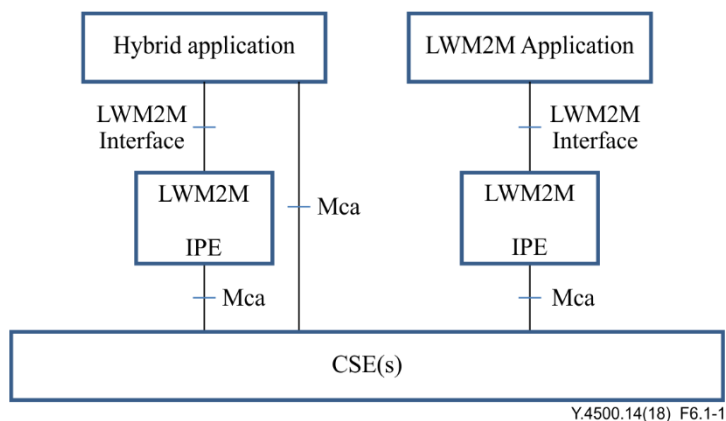 Hybrid application
LWM2M Application
LWM2M
Interface
LWM2M
Interface
LWM2M
IPE
Mca
LWM2M
IPE
Mca
Mca
CSE(s)
Y.4500.14(18) F6.1-1